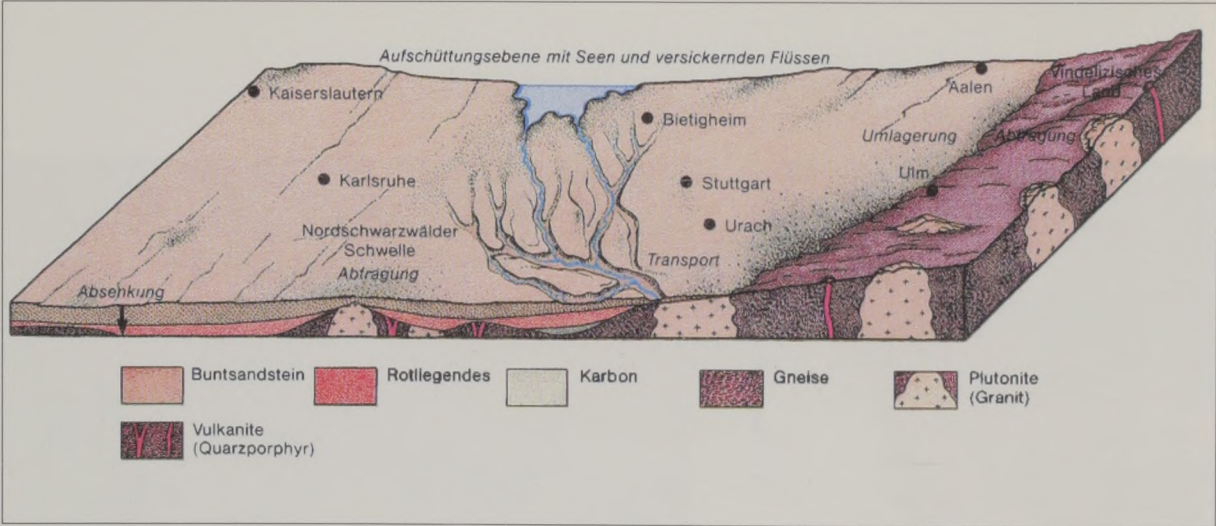 Aufschüttungsebene mit Seen und versickernden Flüssen
Vindelizisches
Land
Kaiserslautern
Aalen
Bietigheim
Umlagerung
Abtragung
Karlsruhe
Stuttgart
Ulm
Urach
Nordschwarzwälder
Schwelle
Abtragung
Transport
Absenkung
Buntsandstein
Rotliegendes
Karbon
Gneise
Plutonite
(Granit)
Vulkanite
(Quarzporphyr)